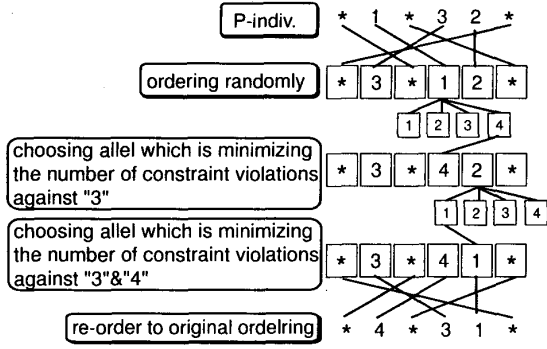 P-indiv. * 1 * 3 2 *
ordering randomly * 3 * 1 2 *
1 2 3 4
choosing allel which is minimizing
the number of constraint violations * 3 * 4 2 *
against "3"
1 2 3 4
choosing allel which is minimizing
the number of constraint violations * 3 * 4 1 *
against "3"&"4"
re-order to original ordelring * 4 * 3 1 *